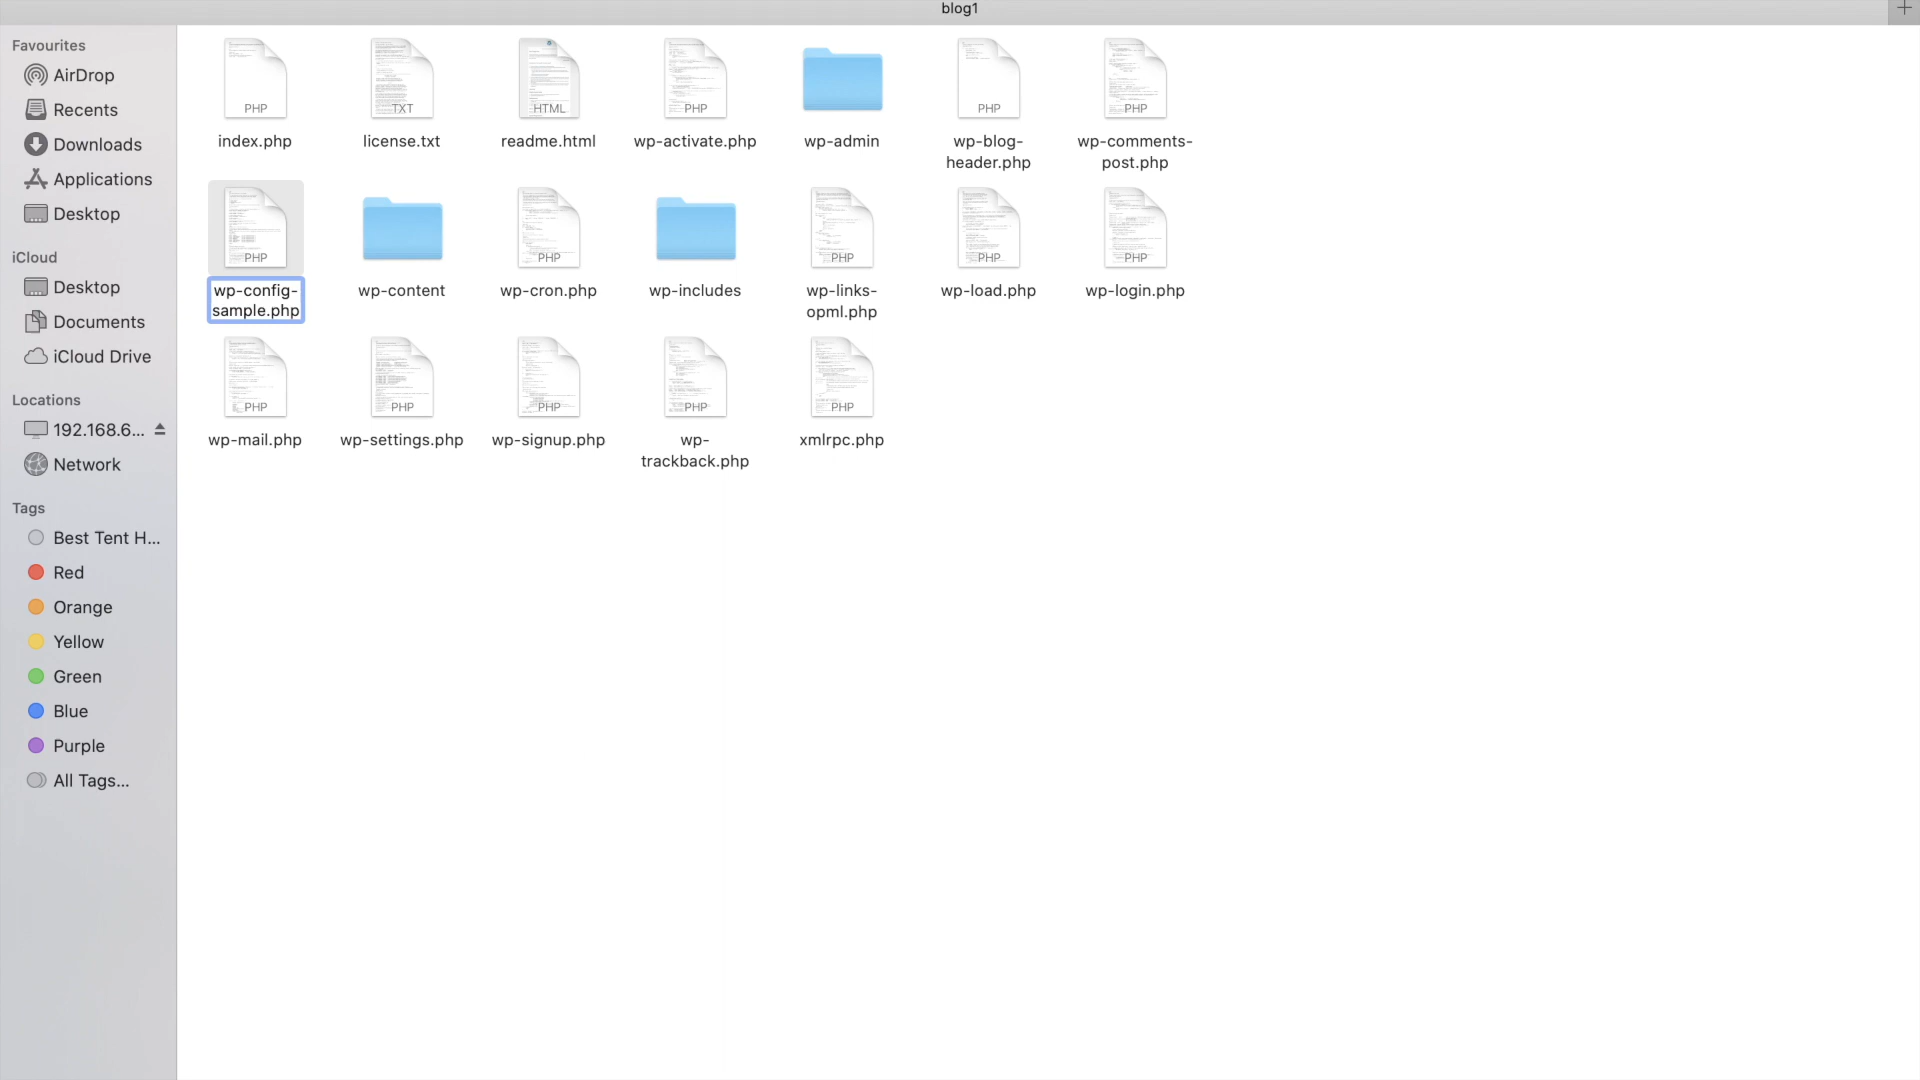 blog1
Favourites
AirDrop
Recents
Downloads
Applications
Desktop
iCloud
Desktop
Documents
iCloud Drive
Locations
192.168.6...
Network
Tags
Best Tent H...
Red
Orange
Yellow
Green
Blue
Purple
All Tags...
PHP
index.php
TXT
license.txt
HTML
readme.html
PHP
wp-activate.php
wp-admin
PHP
wp-blog-
header.php
PHP
wp-comments-
post.php
PHP
wp-config-
sample.php
wp-content
PHP
wp-cron.php
wp-includes
PHP
wp-links-
opml.php
PHP
wp-load.php
PHP
wp-login.php
PHP
wp-mail.php
PHP
wp-settings.php
PHP
wp-signup.php
PHP
wp-
trackback.php
PHP
xmlrpc.php